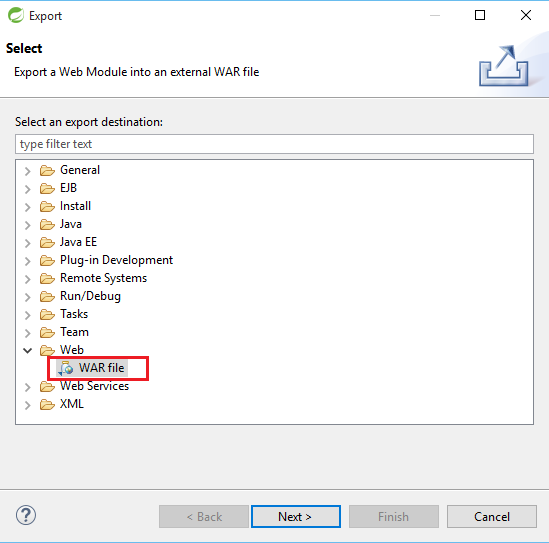 Export
Select
Export a Web Module into an external WAR file
Select an export destination:
type filter text
General
EJB
Install
Java
Java EE
Plug-in Development
Remote Systems
Run/Debug
Tasks
Team
Web
WAR file
Web Services
XML
?
< Back
Next >
Finish
Cancel